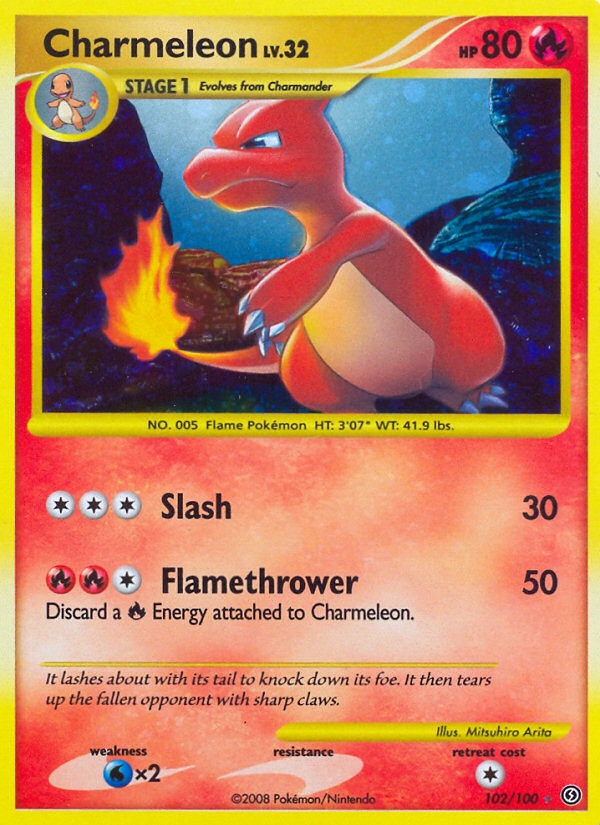 Charmeleon LV.32
HP 80
STAGE 1 Evolves from Charmander
NO. 005 Flame Pokémon HT: 3'07" WT: 41.9 lbs.
Slash 30
Flamethrower 50
Discard a Energy attached to Charmeleon.
It lashes about with its tail to knock down its foe. It then tears
up the fallen opponent with sharp claws.
Illus. Mitsuhiro Arita
weakness resistance retreat cost
×2
©2008 Pokémon/Nintendo 102/100